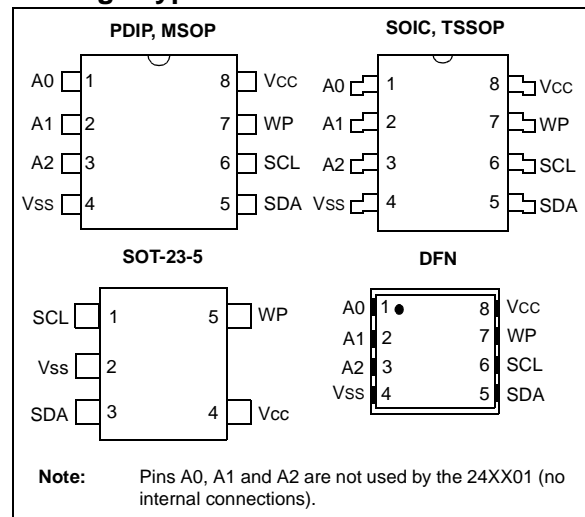 PDIP, MSOP
A0 1 8 VCC
A1 2 7 WP
A2 3 6 SCL
VSS 4 5 SDA
SOIC, TSSOP
A0 1 8 VCC
A1 2 7 WP
A2 3 6 SCL
VSS 4 5 SDA
SOT-23-5
SCL 1 5 WP
Vss 2
SDA 3 4 Vcc
DFN
A0 1 8 VCC
A1 2 7 WP
A2 3 6 SCL
VSS 4 5 SDA
Note: Pins A0, A1 and A2 are not used by the 24XX01 (no
internal connections).